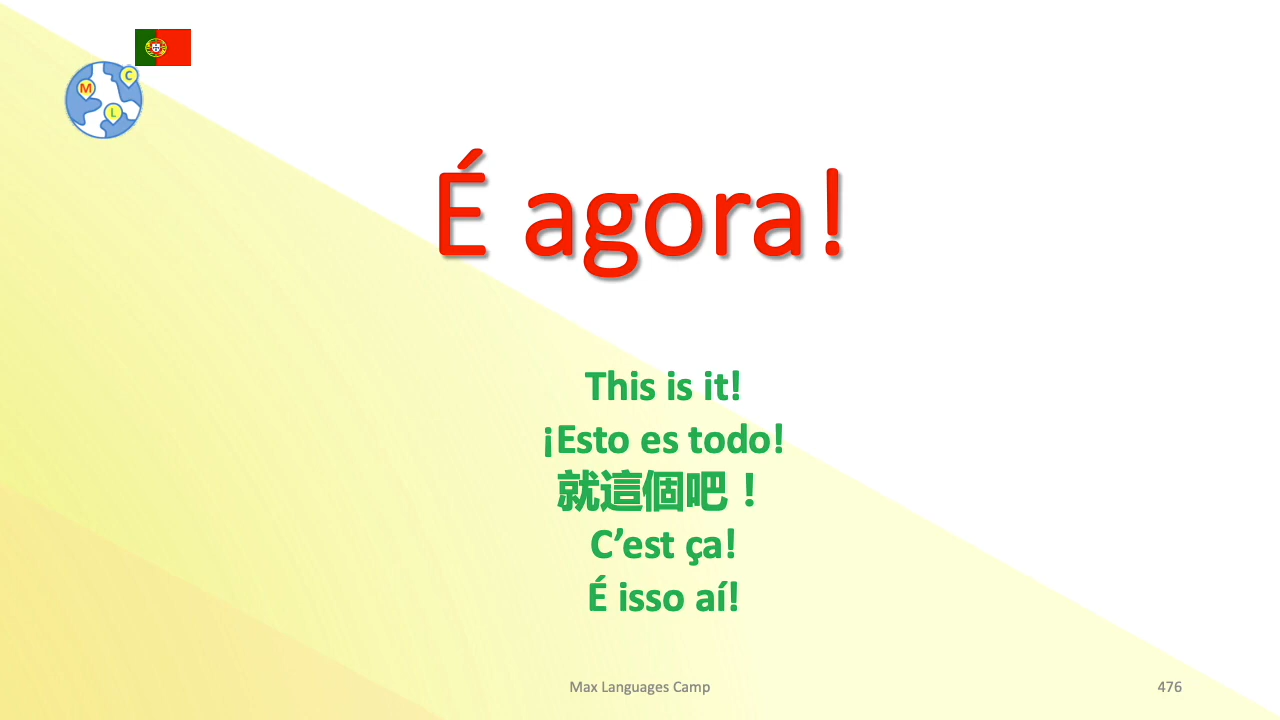 M
C
L
É agora!
This is it!
¡Esto es todo!
就這個吧！
C’est ça!
É isso aí!
Max Languages Camp
476